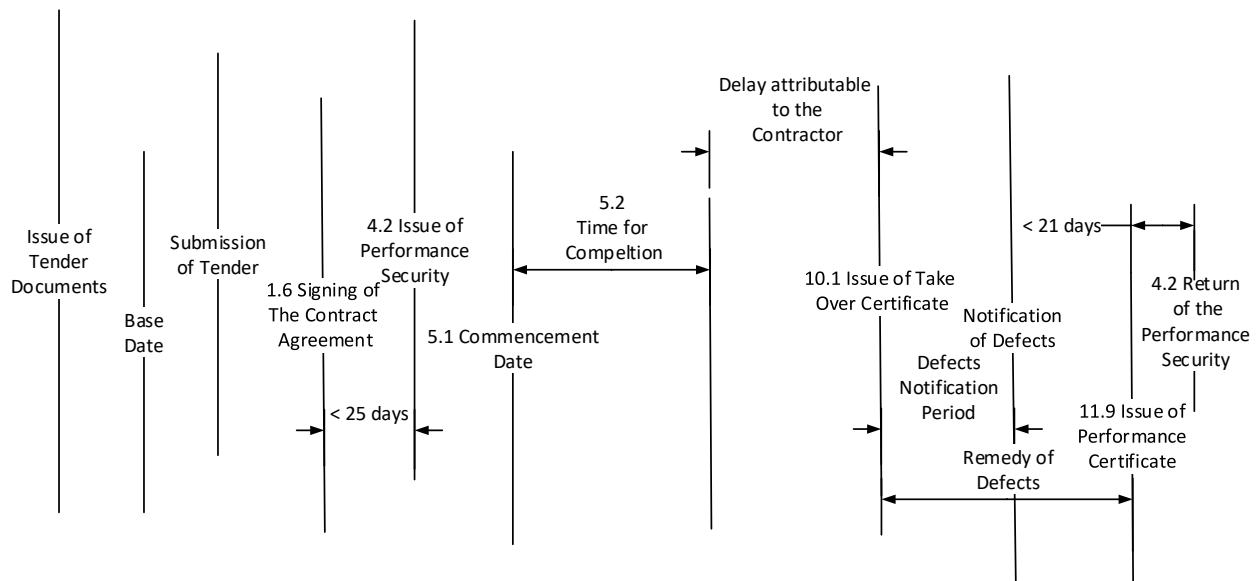 Issue of
Tender
Documents
Base
Date
Submission
of Tender
1.6 Signing of
The Contract
Agreement
< 25 days
4.2 Issue of
Performance
Security
5.1 Commencement
Date
5.2
Time for
Compeltion
Delay attributable
to the
Contractor
10.1 Issue of Take
Over Certificate
Defects
Notification
Period
Notification
of Defects
Remedy of
Defects
< 21 days
11.9 Issue of
Performance
Certificate
4.2 Return
of the
Performance
Security